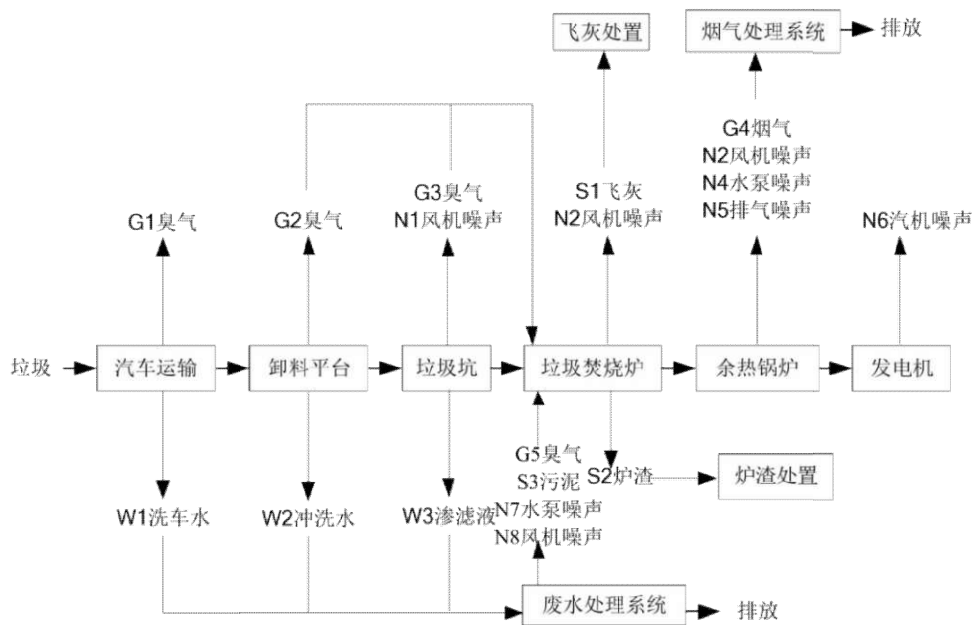 飞灰处置
烟气处理系统
排放
G4烟气
N2风机噪声
N4水泵噪声
N5排气噪声
G3臭气
N1风机噪声
S1飞灰
N2风机噪声
G1臭气
G2臭气
N6汽机噪声
垃圾
汽车运输
卸料平台
垃圾坑
垃圾焚烧炉
余热锅炉
发电机
G5臭气
S3污泥
N7水泵噪声
N8风机噪声
S2炉渣
炉渣处置
W1洗车水
W2冲洗水
W3渗滤液
废水处理系统
排放